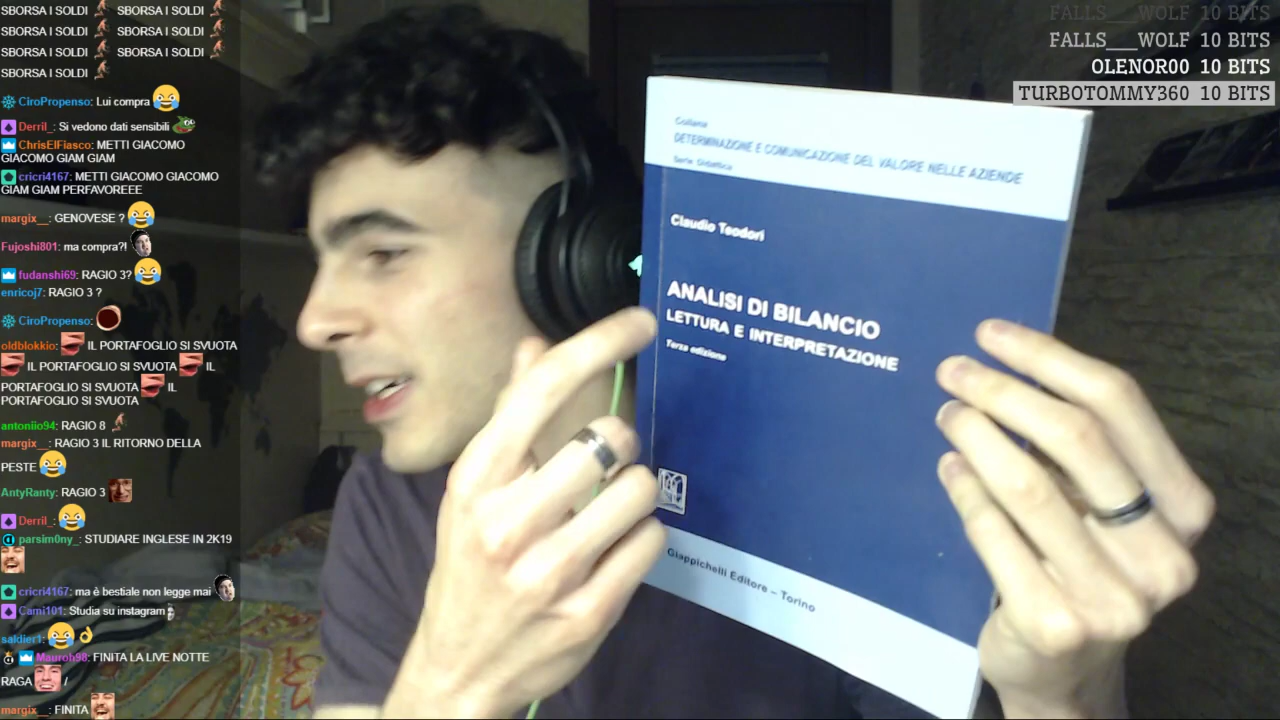 SBORSA I SOLDI SBORSA I SOLDI
SBORSA I SOLDI SBORSA I SOLDI
SBORSA I SOLDI SBORSA I SOLDI
SBORSA I SOLDI
CiroPropenso: Lui compra
Derril_: Si vedono dati sensibili
ChrisElFiasco: METTI GIACOMO
GIACOMO GIAM GIAM
cricri4167: METTI GIACOMO GIACOMO
GIAM GIAM PERFAVOREEE
margix__: GENOVESE ?
Fujoshi801: ma compra?!
fudanshi69: RAGIO 3?
enricoj7: RAGIO 3 ?
CiroPropenso:
oldblokkio: IL PORTAFOGLIO SI SVUOTA
IL PORTAFOGLIO SI SVUOTA IL
PORTAFOGLIO SI SVUOTA IL
PORTAFOGLIO SI SVUOTA
antoniio94: RAGIO 8
margix__: RAGIO 3 IL RITORNO DELLA
PESTE
AntyRanty: RAGIO 3
Derril_:
parsim0ny_: STUDIARE INGLESE IN 2K19
cricri4167: ma è bestiale non legge mai
Cami101: Studia su instagram
saldier1:
Mauroh98: FINITA LA LIVE NOTTE
RAGA /
margix__: FINITA
FALLS___WOLF 10 BITS
FALLS___WOLF 10 BITS
OLENOR00 10 BITS
TURBOTOMMY360 10 BITS
Collana
DETERMINAZIONE E COMUNICAZIONE DEL VALORE NELLE AZIENDE
Serie Didattica
Claudio Teodori
ANALISI DI BILANCIO
LETTURA E INTERPRETAZIONE
Terza edizione
Giappichelli Editore – Torino